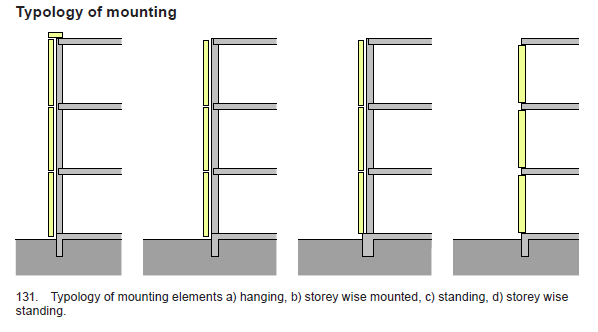 Typology of mounting
131. Typology of mounting elements a) hanging, b) storey wise mounted, c) standing, d) storey wise
standing.